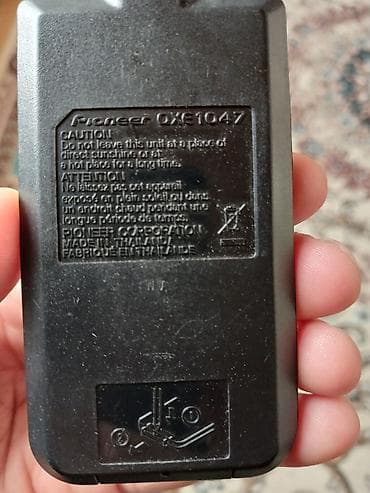 Pioneer QXE1047
CAUTION
Do not leave this unit at a place of
direct sunshine or at
a hot place for a long time.
ATTENTION
Ne laissez pas cet appareil
exposé en plein soleil ou dans
un endroit chaud pendant une
longue période de temps.
PIONEER CORPORATION
MADE IN THAILAND
FABRIQUÉ EN THAÏLANDE